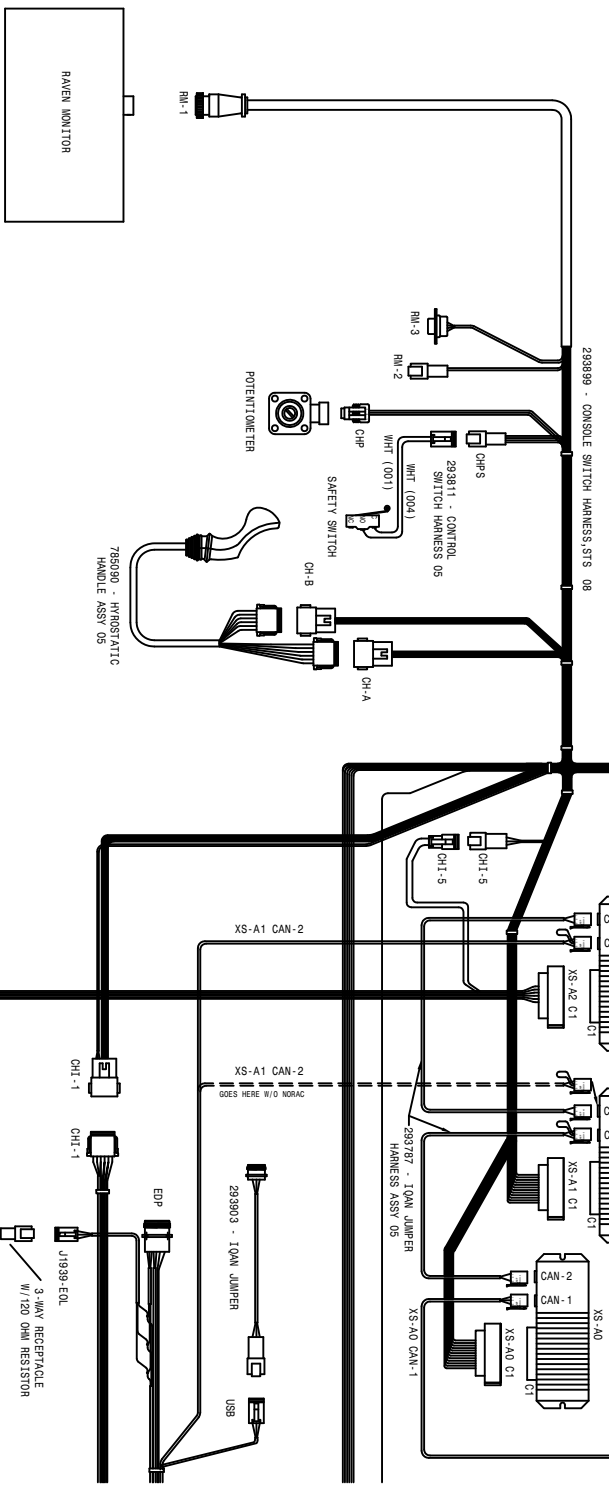 RAVEN MONITOR
RM-1
293899 - CONSOLE SWITCH HARNESS,STS 08
RM-3
RM-2
POTENTIOMETER
CHP
CHPS
WHT (001)
WHT (004)
293811 - CONTROL
SWITCH HARNESS 05
SAFETY SWITCH
NO
785090 - HYROSTATIC
HANDLE ASSY 05
CH-B
CH-A
CHI-5
CHI-5
XS-A1 CAN-2
XS-A2 C1
C1
XS-A1 CAN-2
GOES HERE W/O NORAC
293787 - IQAN JUMPER
HARNESS ASSY 05
XS-A1 C1
C1
CHI-1
CHI-1
EDP
293903 - IQAN JUMPER
USB
J1939-EOL
3-WAY RECEPTACLE
W/120 OHM RESISTOR
CAN-2
CAN-1
XS-A0
XS-A0 C1
C1
XS-A0 CAN-1